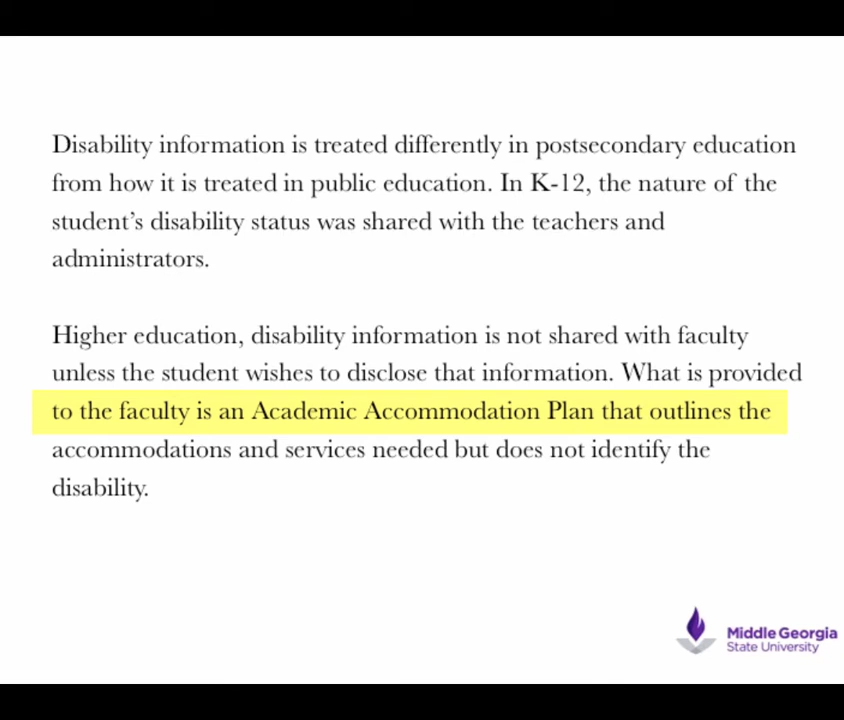 Disability information is treated differently in postsecondary education
from how it is treated in public education. In K-12, the nature of the
student’s disability status was shared with the teachers and
administrators.
Higher education, disability information is not shared with faculty
unless the student wishes to disclose that information. What is provided
to the faculty is an Academic Accommodation Plan that outlines the
accommodations and services needed but does not identify the
disability.
Middle Georgia
State University